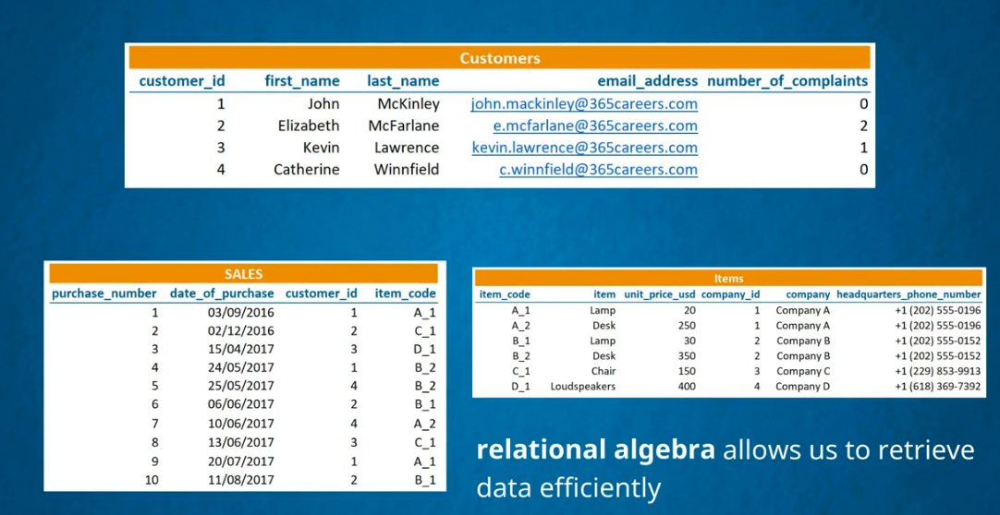 Customers
customer_id first_name last_name email_address number_of_complaints
1 John McKinley john.mackinley@365careers.com 0
2 Elizabeth McFarlane e.mcfarlane@365careers.com 2
3 Kevin Lawrence kevin.lawrence@365careers.com 1
4 Catherine Winnfield c.winnfield@365careers.com 0
SALES
purchase_number date_of_purchase customer_id item_code
1 03/09/2016 1 A_1
2 02/12/2016 2 C_1
3 15/04/2017 3 D_1
4 24/05/2017 1 B_2
5 25/05/2017 4 B_2
6 06/06/2017 2 B_1
7 10/06/2017 4 A_2
8 13/06/2017 3 C_1
9 20/07/2017 1 A_1
10 11/08/2017 2 B_1
Items
item_code item unit_price_usd company_id company headquarters_phone_number
A_1 Lamp 20 1 Company A +1 (202) 555-0196
A_2 Desk 250 1 Company A +1 (202) 555-0196
B_1 Lamp 30 2 Company B +1 (202) 555-0152
B_2 Desk 350 2 Company B +1 (202) 555-0152
C_1 Chair 150 3 Company C +1 (229) 853-9913
D_1 Loudspeakers 400 4 Company D +1 (618) 369-7392
relational algebra allows us to retrieve
data efficiently